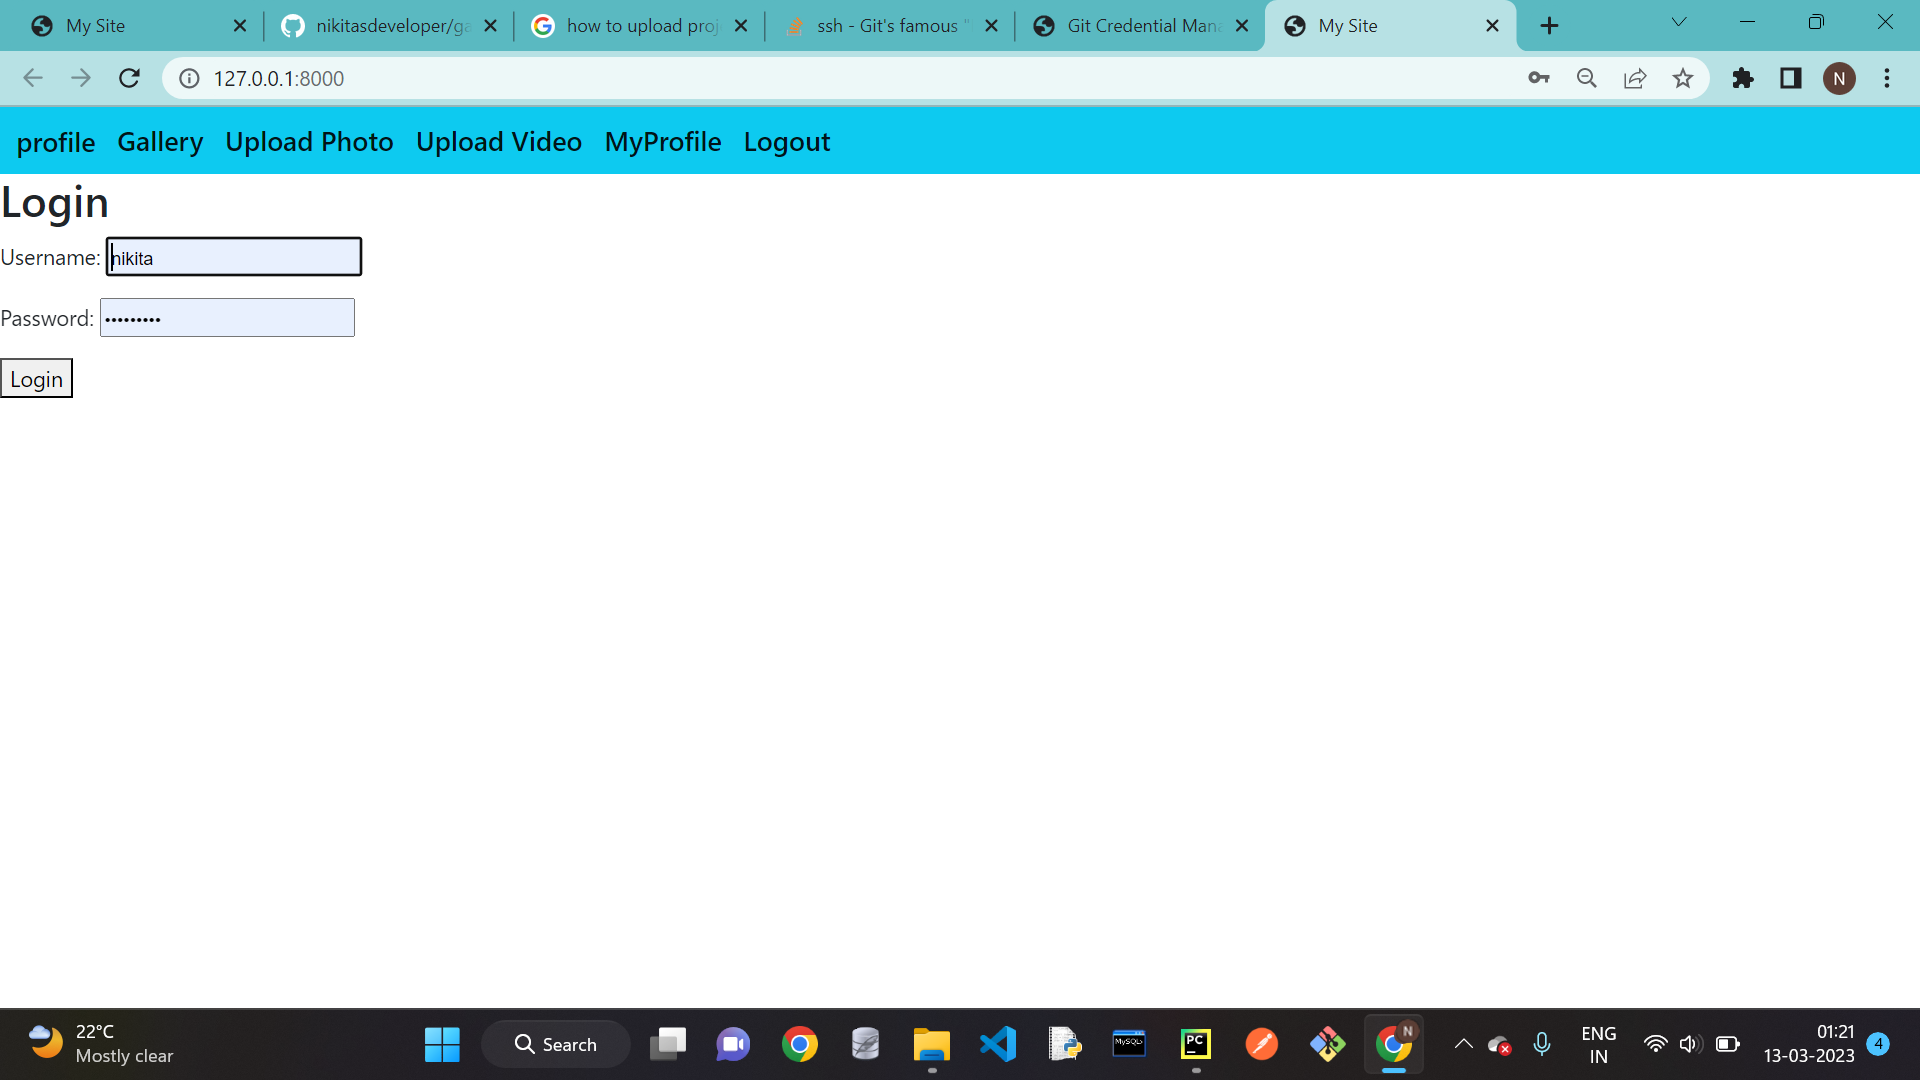 My Site
nikitasdeveloper/ga
how to upload proj
ssh - Git's famous "
Git Credential Mana
My Site
127.0.0.1:8000
N
profile Gallery Upload Photo Upload Video MyProfile Logout
Login
Username: nikita
Password: •••••••••
Login
22°C
Mostly clear
Search
MySQL
PC
N
ENG
IN
01:21
13-03-2023
4